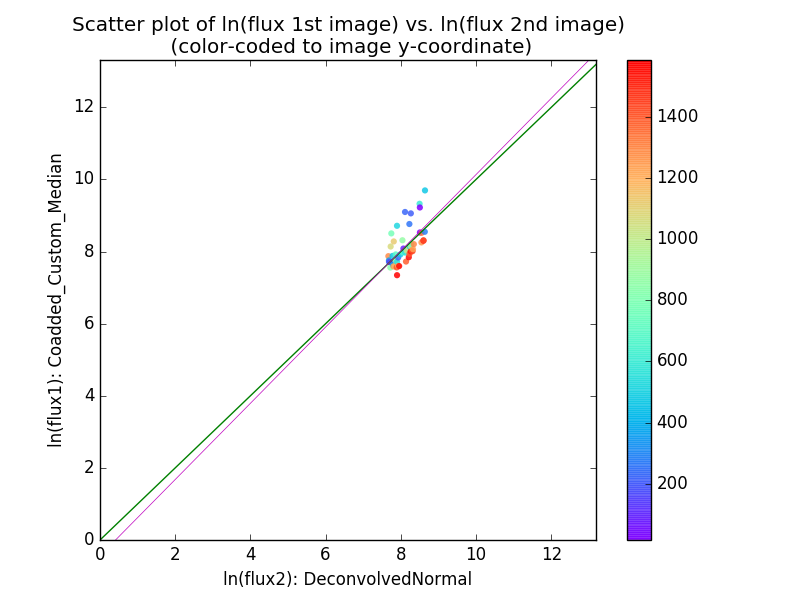 Scatter plot of ln(flux 1st image) vs. ln(flux 2nd image)
(color-coded to image y-coordinate)
12
10
8
6
4
2
0
ln(flux1): Coadded_Custom_Median
0 2 4 6 8 10 12
ln(flux2): DeconvolvedNormal
1400
1200
1000
800
600
400
200